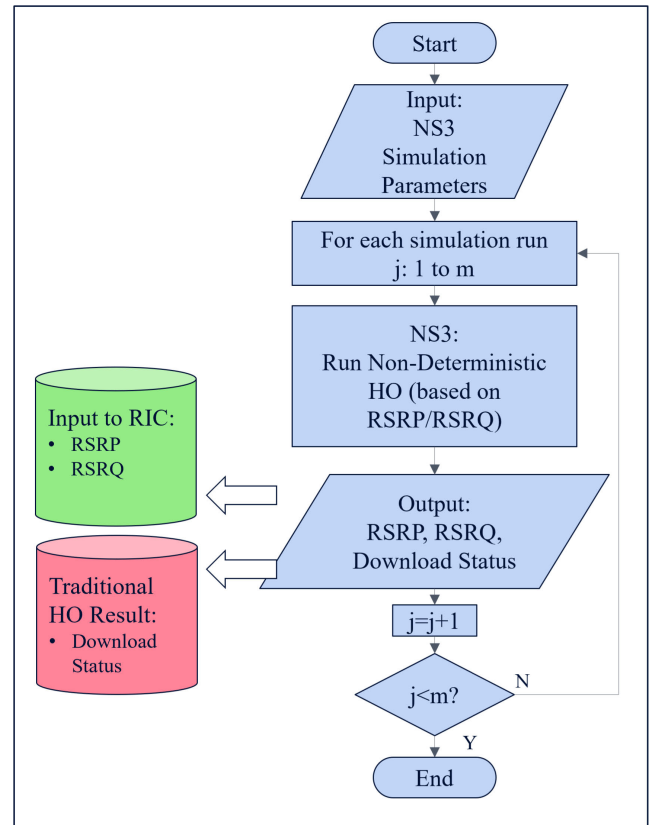 Start
Input:
NS3
Simulation
Parameters
For each simulation run
j: 1 to m
NS3:
Run Non-Deterministic
HO (based on
RSRP/RSRQ)
Input to RIC:
• RSRP
• RSRQ
Output:
RSRP, RSRQ,
Download Status
Traditional
HO Result:
• Download
Status
j=j+1
j<m?
N
Y
End